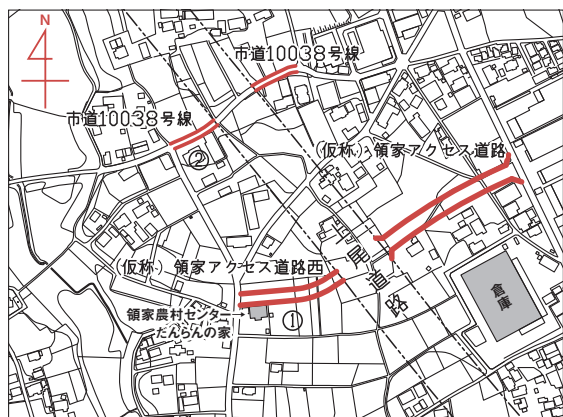 N
市道10038号線
市道10038号線
②
(仮称) 領家アクセス道路
(仮称) 領家アクセス道路西
尾道路
倉庫
領家農村センター
だんらんの家
①